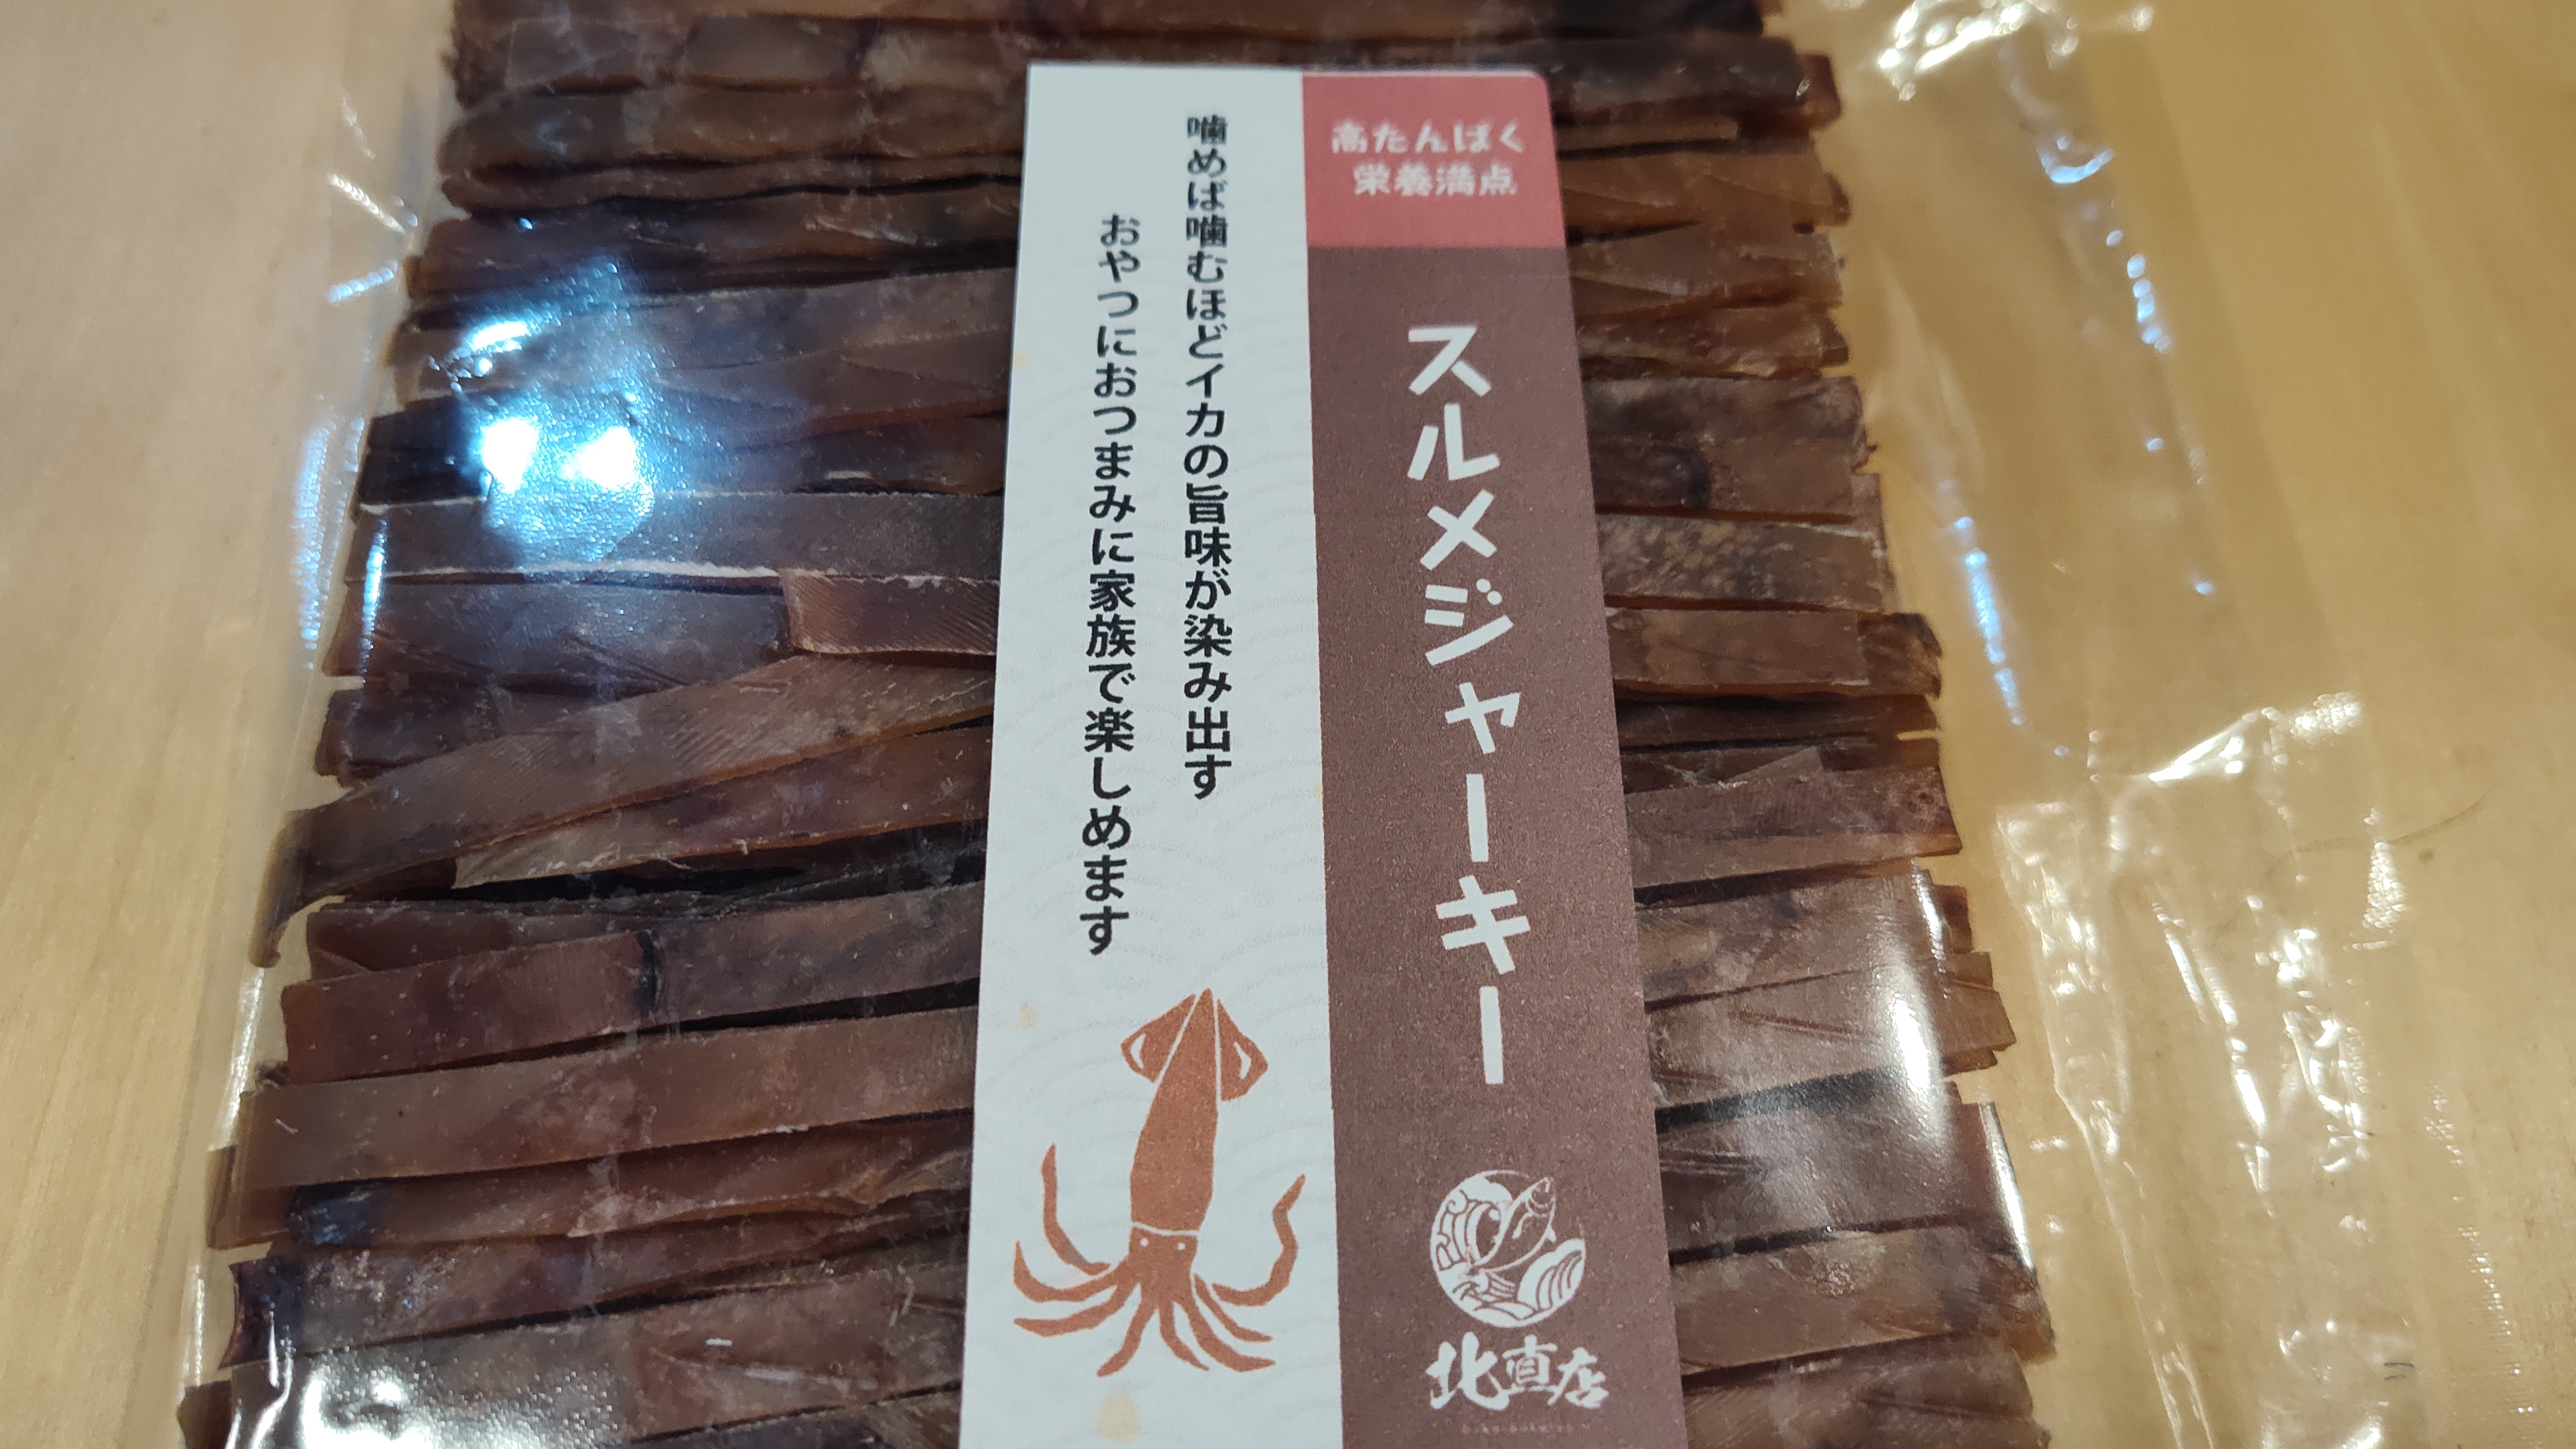 高たんぱく
栄養満点
スルメジャーキー
噛めば噛むほどイカの旨味が染み出す
おやつにおつまみに家族で楽しめます
北直店